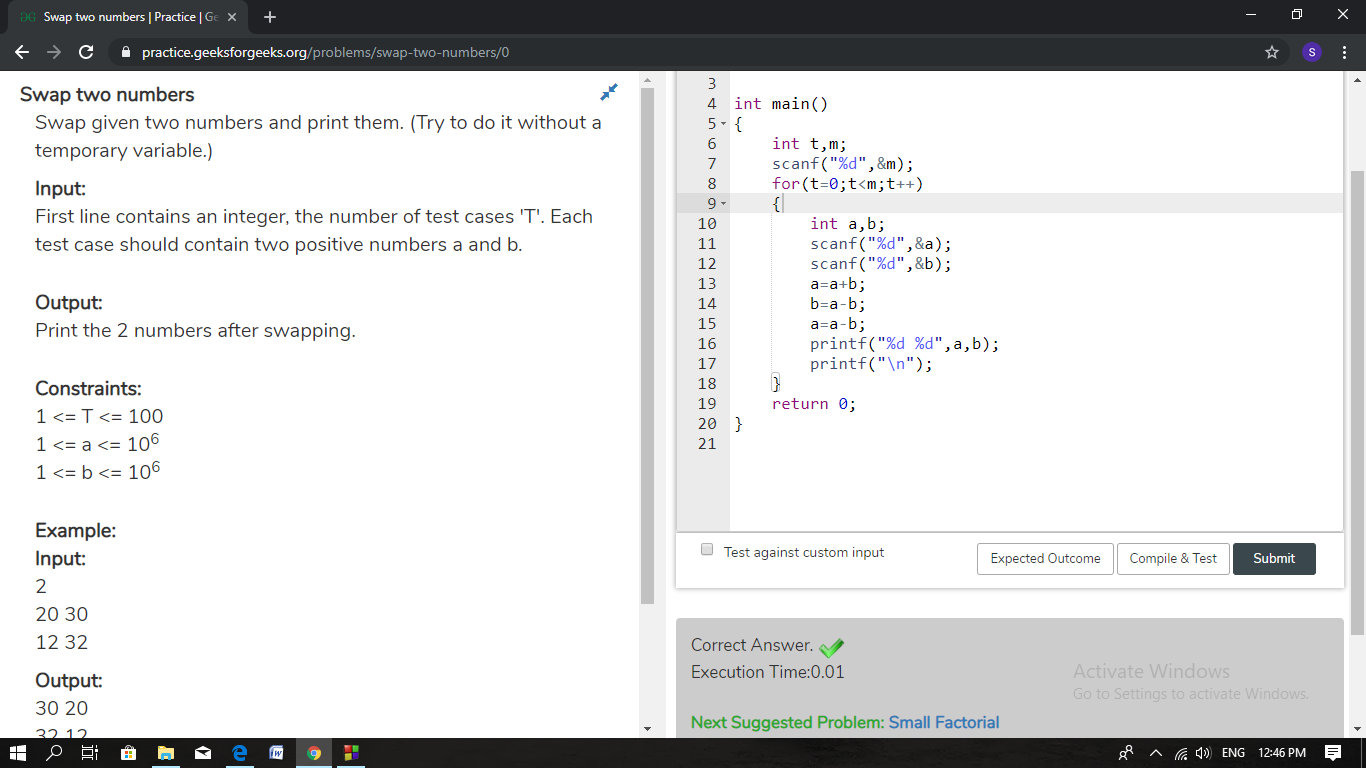 Swap two numbers | Practice | Ge
practice.geeksforgeeks.org/problems/swap-two-numbers/0
S
Swap two numbers
Swap given two numbers and print them. (Try to do it without a
temporary variable.)
Input:
First line contains an integer, the number of test cases 'T'. Each
test case should contain two positive numbers a and b.
Output:
Print the 2 numbers after swapping.
Constraints:
1 <= T <= 100
1 <= a <= 10⁶
1 <= b <= 10⁶
Example:
Input:
2
20 30
12 32
Output:
30 20
32 12
3
4 int main()
5 {
6 int t,m;
7 scanf("%d",&m);
8 for(t=0;t<m;t++)
9 {
10 int a,b;
11 scanf("%d",&a);
12 scanf("%d",&b);
13 a=a+b;
14 b=a-b;
15 a=a-b;
16 printf("%d %d",a,b);
17 printf("\n");
18 }
19 return 0;
20 }
21
Test against custom input
Expected Outcome
Compile & Test
Submit
Correct Answer.
Execution Time:0.01
Activate Windows
Go to Settings to activate Windows.
Next Suggested Problem: Small Factorial
ENG
12:46 PM